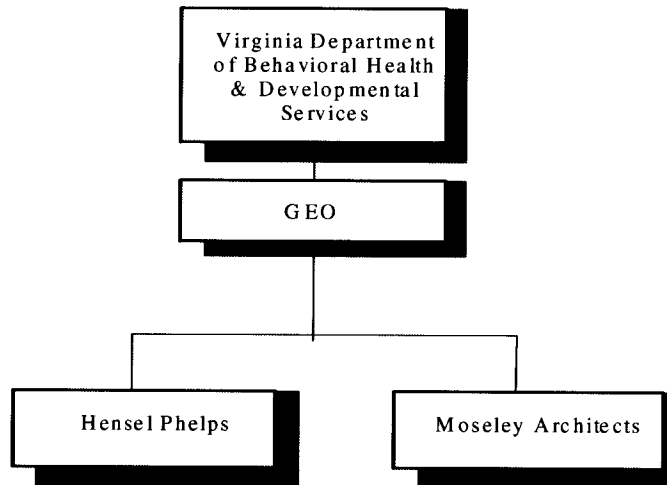 Virginia Department
of Behavioral Health
& Developmental
Services
GEO
Hensel Phelps
Moseley Architects